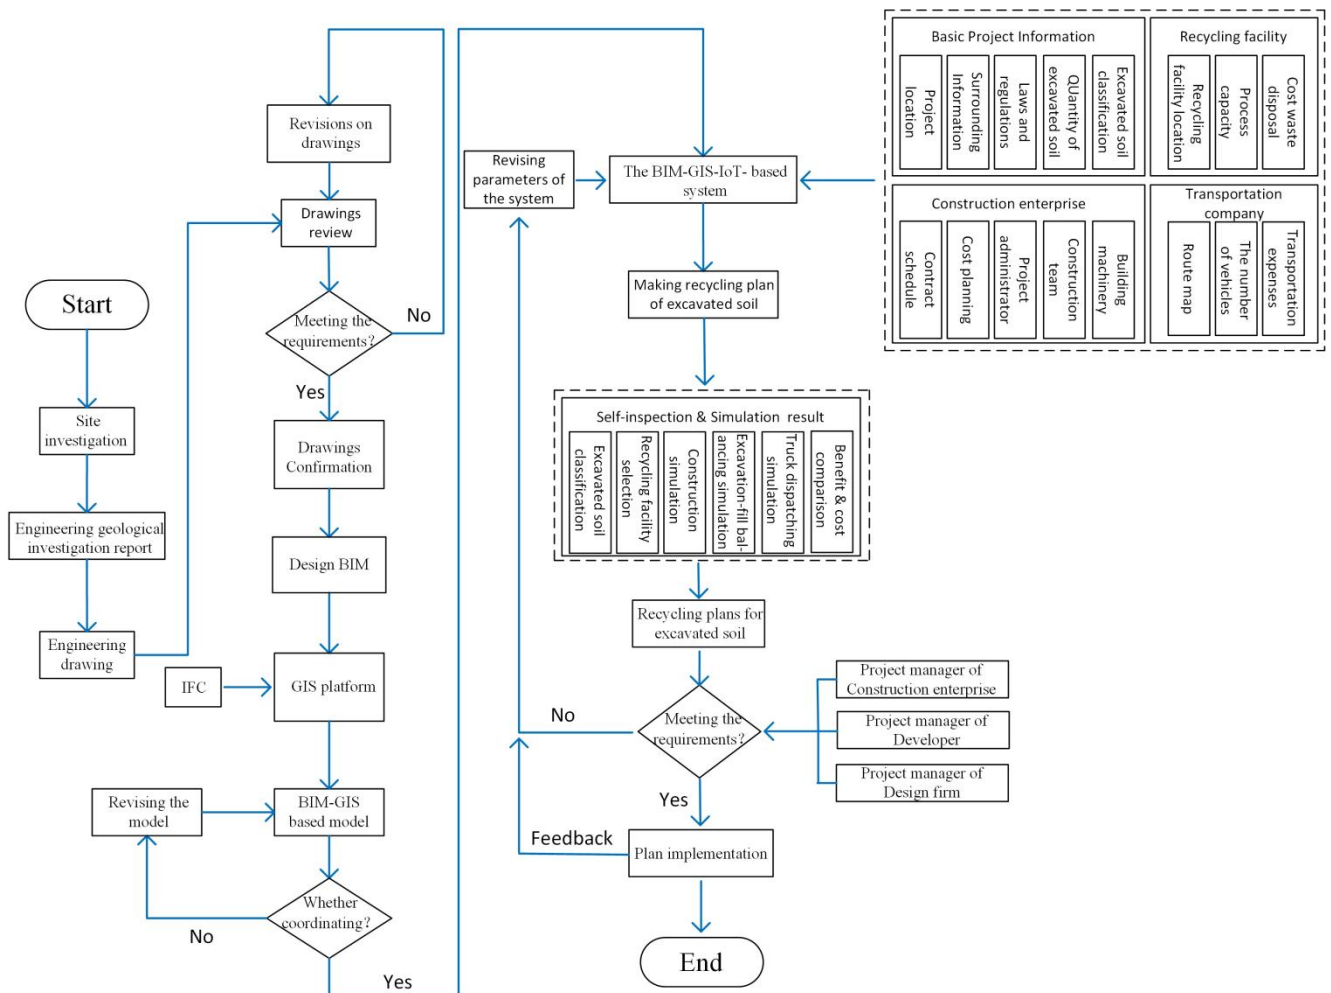 Start
Site
investigation
Engineering geological
investigation report
Engineering
drawing
Revisions on
drawings
Drawings
review
Meeting the
requirements?
No
Yes
Drawings
Confirmation
Design BIM
IFC
GIS platform
Revising the
model
BIM-GIS
based model
Whether
coordinating?
No
Yes
Revising
parameters of
the system
The BIM-GIS-IoT- based
system
Basic Project Information
Project
location
Surrounding
Information
Laws and
regulations
QUantity of
excavated soil
Excavated soil
classification
Recycling facility
Recycling
facility location
Process
capacity
Cost waste
disposal
Construction enterprise
Contract
schedule
Cost planning
Project
administrator
Construction
team
Building
machinery
Transportation
company
Route map
The number
of vehicles
Transportation
expenses
Making recycling plan
of excavated soil
Self-inspection & Simulation result
Excavated soil
classification
Recycling facility
selection
Construction
simulation
Excavation-fill bal-
ancing simulation
Truck dispatching
simulation
Benefit & cost
comparison
Recycling plans for
excavated soil
Meeting the
requirements?
No
Yes
Project manager of
Construction enterprise
Project manager of
Developer
Project manager of
Design firm
Feedback
Plan implementation
End